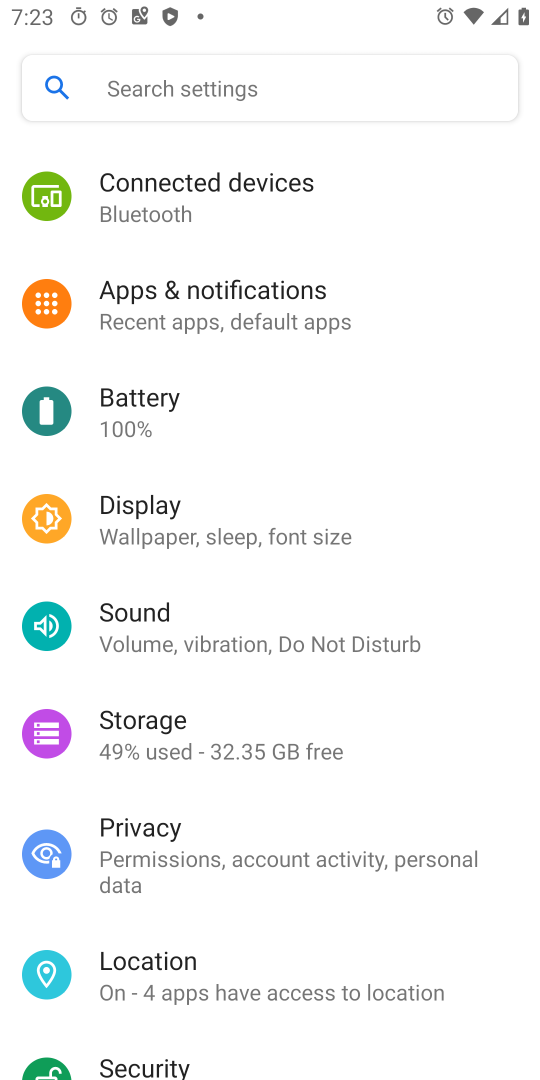 7:23
Search settings
Connected devices
Bluetooth
Apps & notifications
Recent apps, default apps
Battery
100%
Display
Wallpaper, sleep, font size
Sound
Volume, vibration, Do Not Disturb
Storage
49% used - 32.35 GB free
Privacy
Permissions, account activity, personal
data
Location
On - 4 apps have access to location
Security